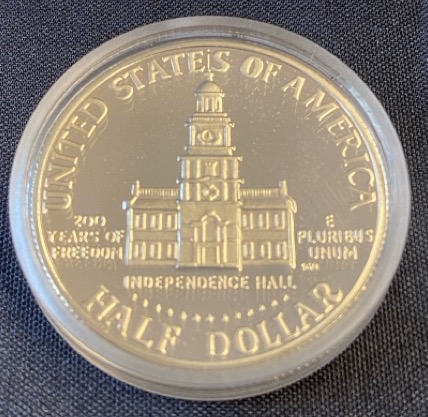 UNITED STATES OF AMERICA
200
YEARS OF
FREEDOM
E
PLURIBUS
UNUM
INDEPENDENCE HALL
HALF DOLLAR